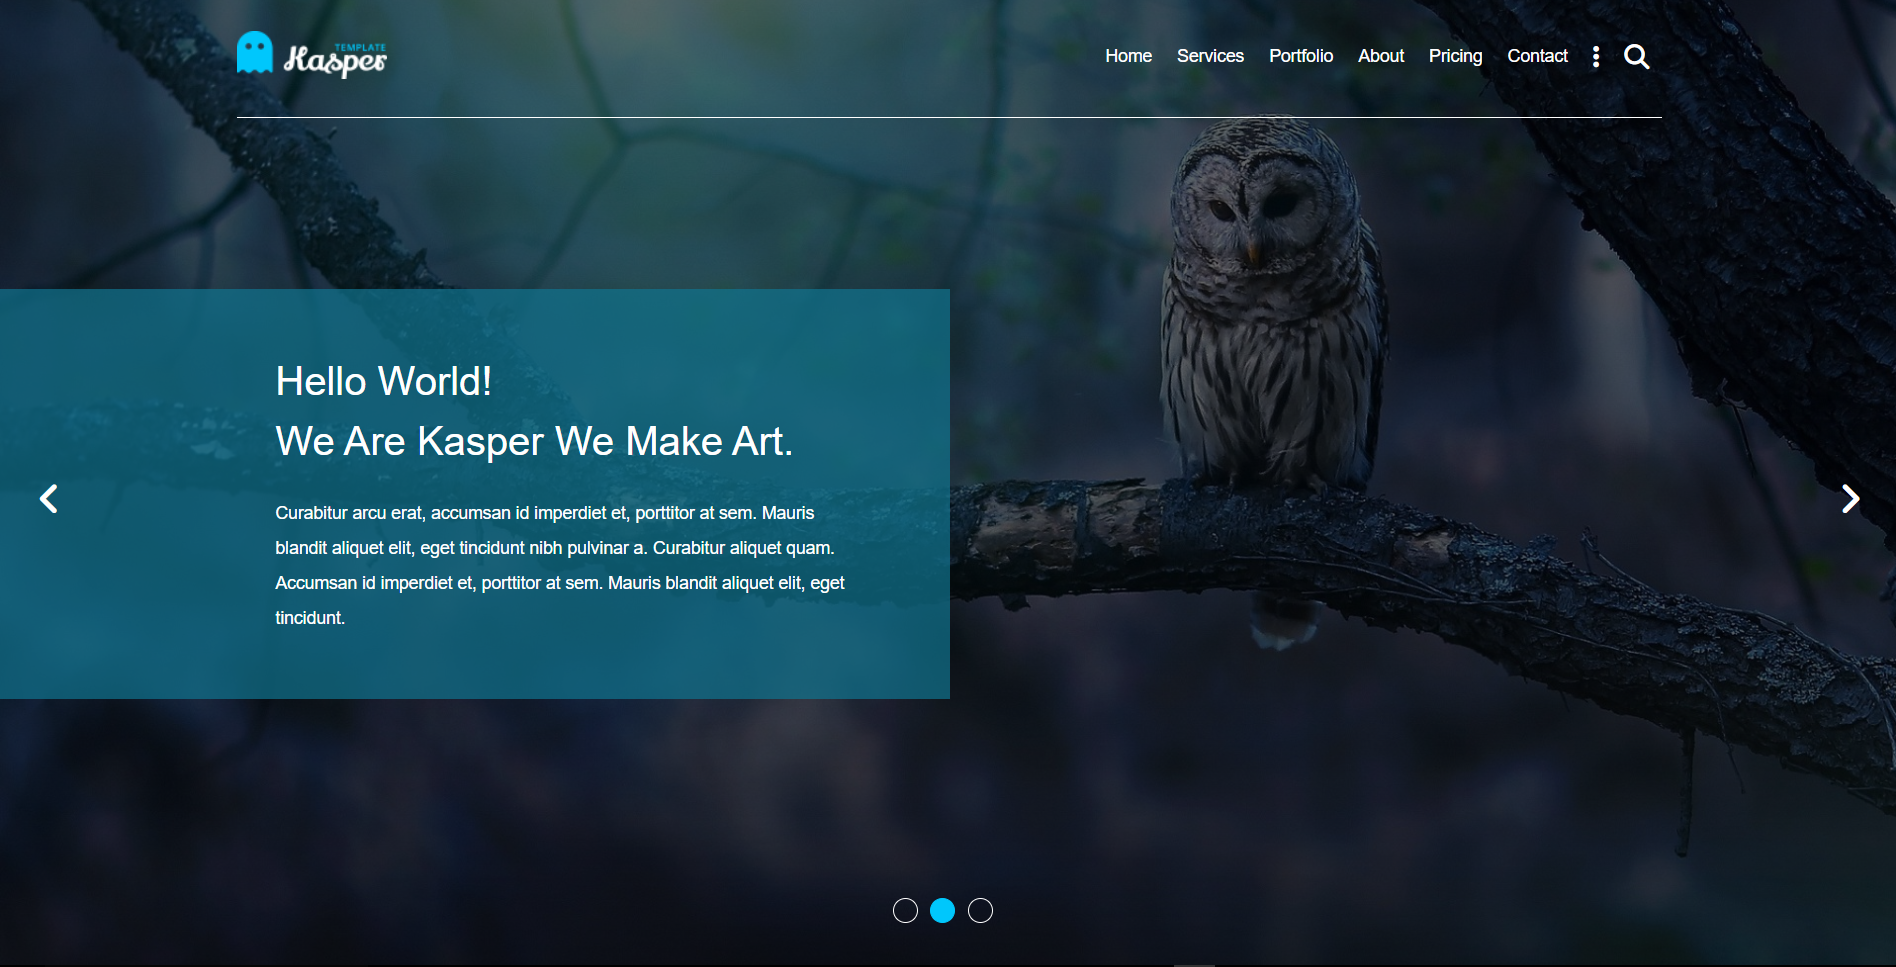 TEMPLATE
Kasper
Home Services Portfolio About Pricing Contact
Hello World!
We Are Kasper We Make Art.
Curabitur arcu erat, accumsan id imperdiet et, porttitor at sem. Mauris
blandit aliquet elit, eget tincidunt nibh pulvinar a. Curabitur aliquet quam.
Accumsan id imperdiet et, porttitor at sem. Mauris blandit aliquet elit, eget
tincidunt.